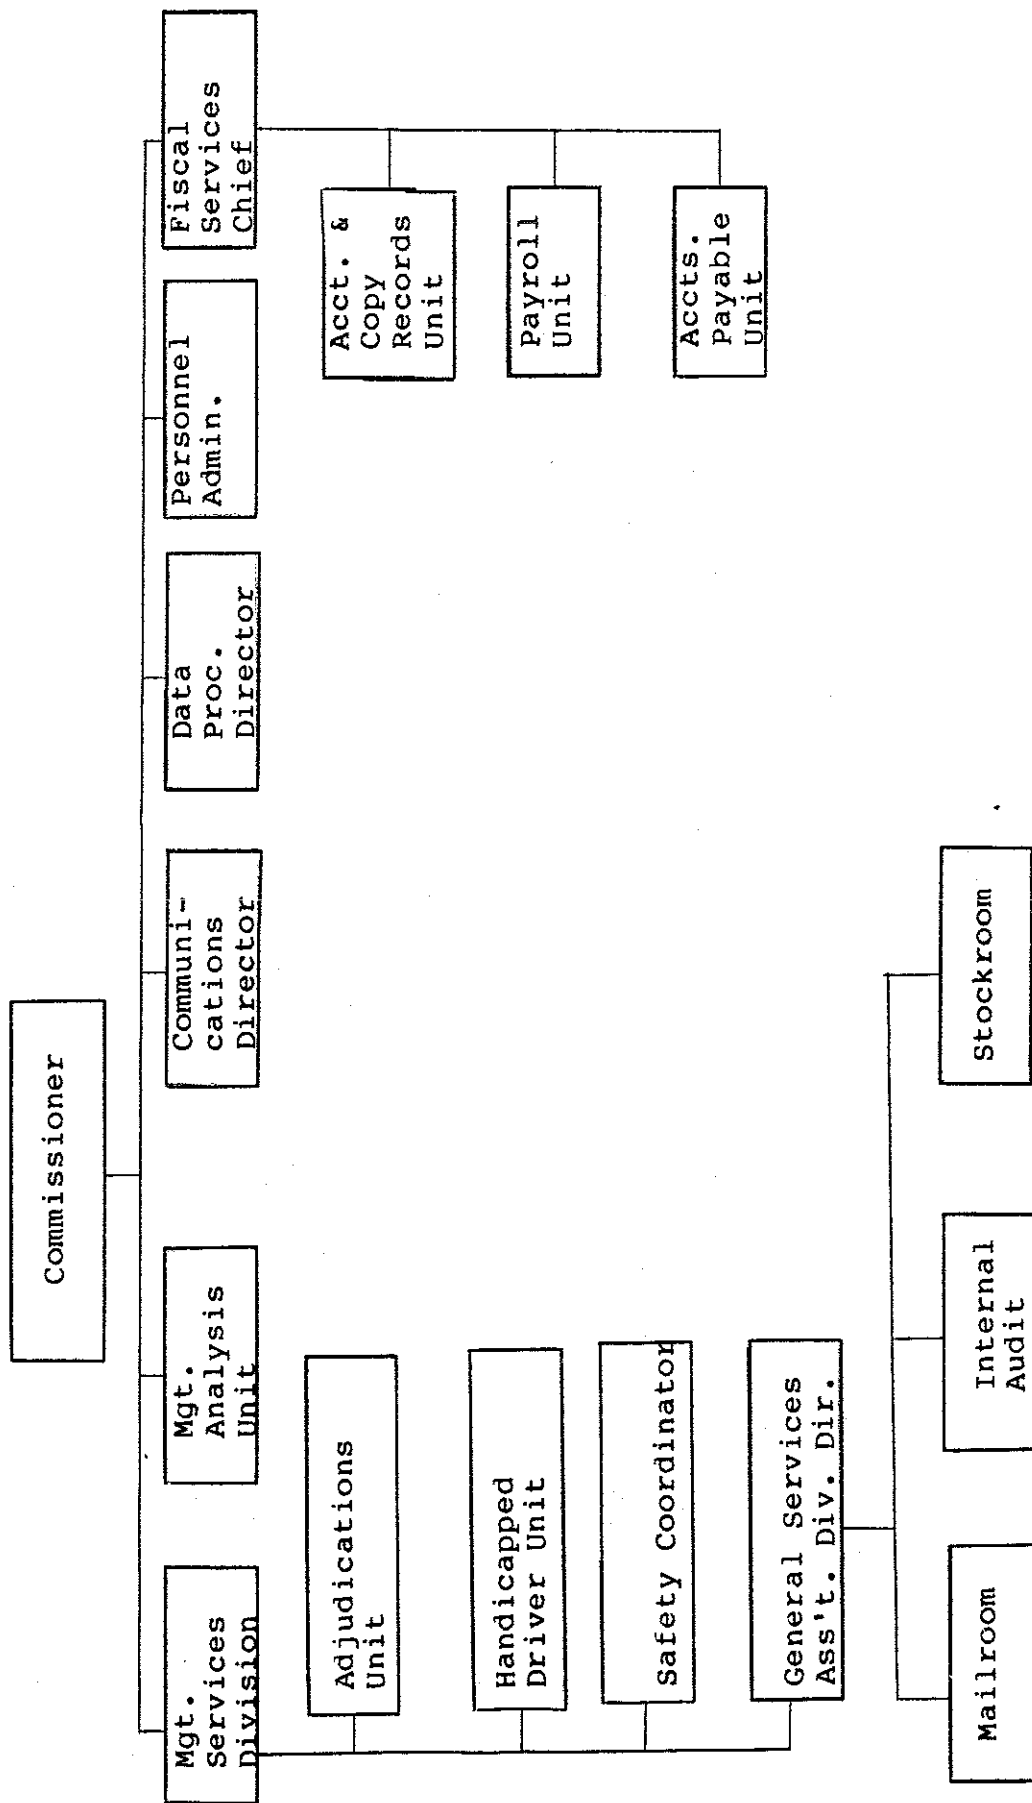 Commissioner
Mgt.
Services
Division
Mgt.
Analysis
Unit
Communi-
cations
Director
Data
Proc.
Director
Personnel
Admin.
Fiscal
Services
Chief
Adjudications
Unit
Handicapped
Driver Unit
Safety Coordinator
General Services
Ass't. Div. Dir.
Mailroom
Internal
Audit
Stockroom
Acct. &
Copy
Records
Unit
Payroll
Unit
Accts.
Payable
Unit